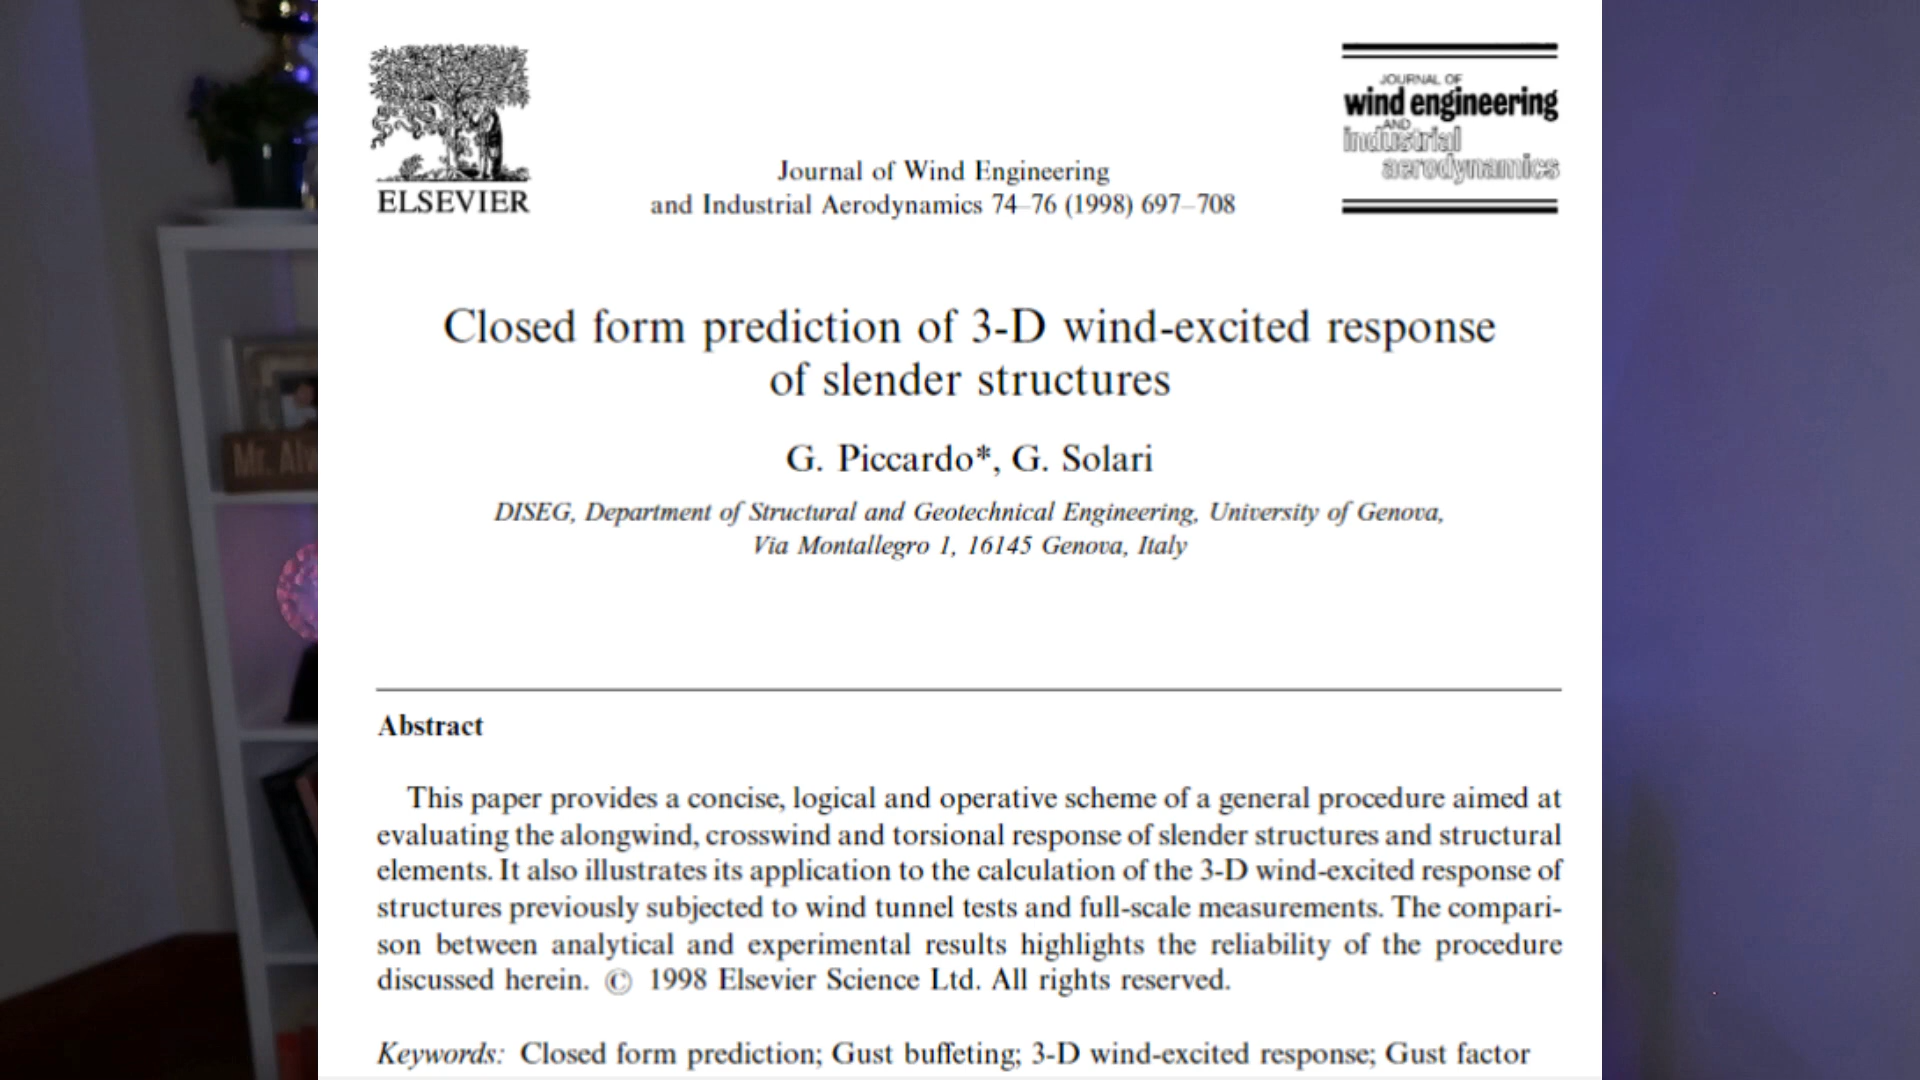 ELSEVIER
Journal of Wind Engineering
and Industrial Aerodynamics 74–76 (1998) 697–708
JOURNAL OF
wind engineering
AND
industrial
aerodynamics
Closed form prediction of 3-D wind-excited response
of slender structures
G. Piccardo*, G. Solari
DISEG, Department of Structural and Geotechnical Engineering, University of Genova,
Via Montallegro 1, 16145 Genova, Italy
Mr. Alw
Abstract
This paper provides a concise, logical and operative scheme of a general procedure aimed at
evaluating the alongwind, crosswind and torsional response of slender structures and structural
elements. It also illustrates its application to the calculation of the 3-D wind-excited response of
structures previously subjected to wind tunnel tests and full-scale measurements. The compari-
son between analytical and experimental results highlights the reliability of the procedure
discussed herein. © 1998 Elsevier Science Ltd. All rights reserved.
Keywords: Closed form prediction; Gust buffeting; 3-D wind-excited response; Gust factor